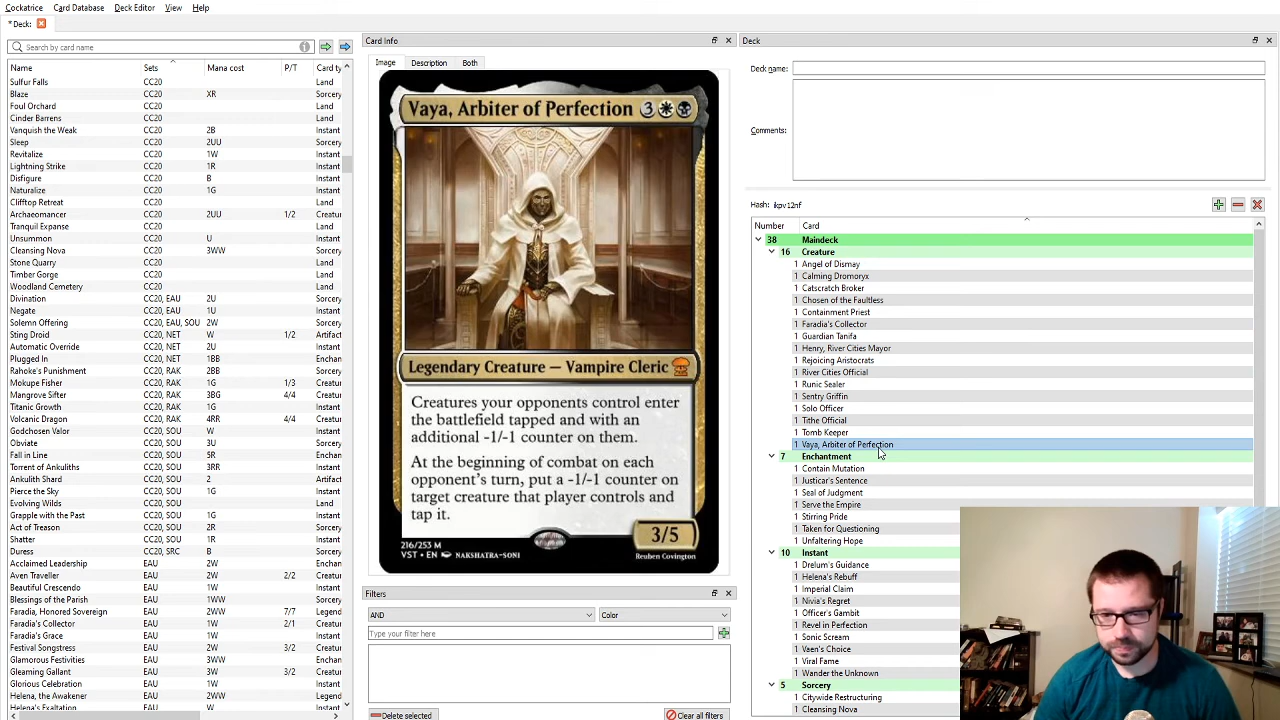 Cockatrice Card Database Deck Editor View Help
* Deck:
Search by card name
Name Sets Mana cost P/T Card ty
Sulfur Falls CC20 Land
Blaze CC20 XR Sorcery
Foul Orchard CC20 Land
Cinder Barrens CC20 Land
Vanquish the Weak CC20 2B Instant
Sleep CC20 2UU Sorcery
Revitalize CC20 1W Instant
Lightning Strike CC20 1R Instant
Disfigure CC20 B Instant
Naturalize CC20 1G Instant
Clifftop Retreat CC20 Land
Archaeomancer CC20 2UU 1/2 Creatur
Tranquil Expanse CC20 Land
Unsummon CC20 U Instant
Cleansing Nova CC20 3WW Sorcery
Stone Quarry CC20 Land
Timber Gorge CC20 Land
Woodland Cemetery CC20 Land
Divination CC20, EAU 2U Sorcery
Negate CC20, EAU 1U Instant
Solemn Offering CC20, EAU, SOU 2W Sorcery
Sting Droid CC20, NET W 1/2 Artifact
Automatic Override CC20, NET 2U Instant
Plugged In CC20, NET 1BB Enchan
Rahoke's Punishment CC20, RAK 2BB Sorcery
Mokupe Fisher CC20, RAK 1G 1/3 Creatur
Mangrove Sifter CC20, RAK 3BG 4/4 Creatur
Titanic Growth CC20, RAK 1G Instant
Volcanic Dragon CC20, RAK 4RR 4/4 Creatur
Godchosen Valor CC20, SOU W Instant
Obviate CC20, SOU 3U Instant
Fall in Line CC20, SOU 5R Instant
Torrent of Ankuliths CC20, SOU 3RR Instant
Ankulith Shard CC20, SOU 2 Artifact
Pierce the Sky CC20, SOU 1G Instant
Evolving Wilds CC20, SOU Land
Grapple with the Past CC20, SOU 1G Instant
Act of Treason CC20, SOU 2R Sorcery
Shatter CC20, SOU 1R Instant
Duress CC20, SRC B Sorcery
Acclaimed Leadership EAU 2W Enchan
Aven Traveller EAU 2W 2/2 Creatur
Beautiful Crescendo EAU 1W Instant
Blessings of the Parish EAU 1WW Instant
Faradia, Honored Sovereign EAU 2WW 7/7 Legend
Faradia's Collector EAU 1W 2/1 Creatur
Faradia's Grace EAU 1W Instant
Festival Songstress EAU 2W 3/2 Creatur
Glamorous Festivities EAU 3WW Enchan
Gleaming Gallant EAU 3W Creatur
Glorious Celebration EAU 1W Instant
Helena, the Awakener EAU 2WW Legend
Helena's Exaltation EAU 1W Instant
Card Info
Image Description Both
Vaya, Arbiter of Perfection 3
Legendary Creature — Vampire Cleric
Creatures your opponents control enter
the battlefield tapped and with an
additional -1/-1 counter on them.
At the beginning of combat on each
opponent's turn, put a -1/-1 counter on
target creature that player controls and
tap it.
3/5
216/253 M
VST • EN NAKSHATRA-SONI
Reuben Covington
Filters
AND Color
Type your filter here
Delete selected Clear all filters
Deck
Deck name:
Comments:
Hash: ikpv12nf
Number Card
38 Maindeck
16 Creature
1 Angel of Dismay
1 Calming Dromoryx
1 Catscratch Broker
1 Chosen of the Faultless
1 Containment Priest
1 Faradia's Collector
1 Guardian Tanifa
1 Henry, River Cities Mayor
1 Rejoicing Aristocrats
1 River Cities Official
1 Runic Sealer
1 Sentry Griffin
1 Solo Officer
1 Tithe Official
1 Tomb Keeper
1 Vaya, Arbiter of Perfection
7 Enchantment
1 Contain Mutation
1 Justicar's Sentence
1 Seal of Judgment
1 Serve the Empire
1 Stirring Pride
1 Taken for Questioning
1 Unfaltering Hope
10 Instant
1 Drelum's Guidance
1 Helena's Rebuff
1 Imperial Claim
1 Nivia's Regret
1 Officer's Gambit
1 Revel in Perfection
1 Sonic Scream
1 Vaen's Choice
1 Viral Fame
1 Wander the Unknown
5 Sorcery
1 Citywide Restructuring
1 Cleansing Nova